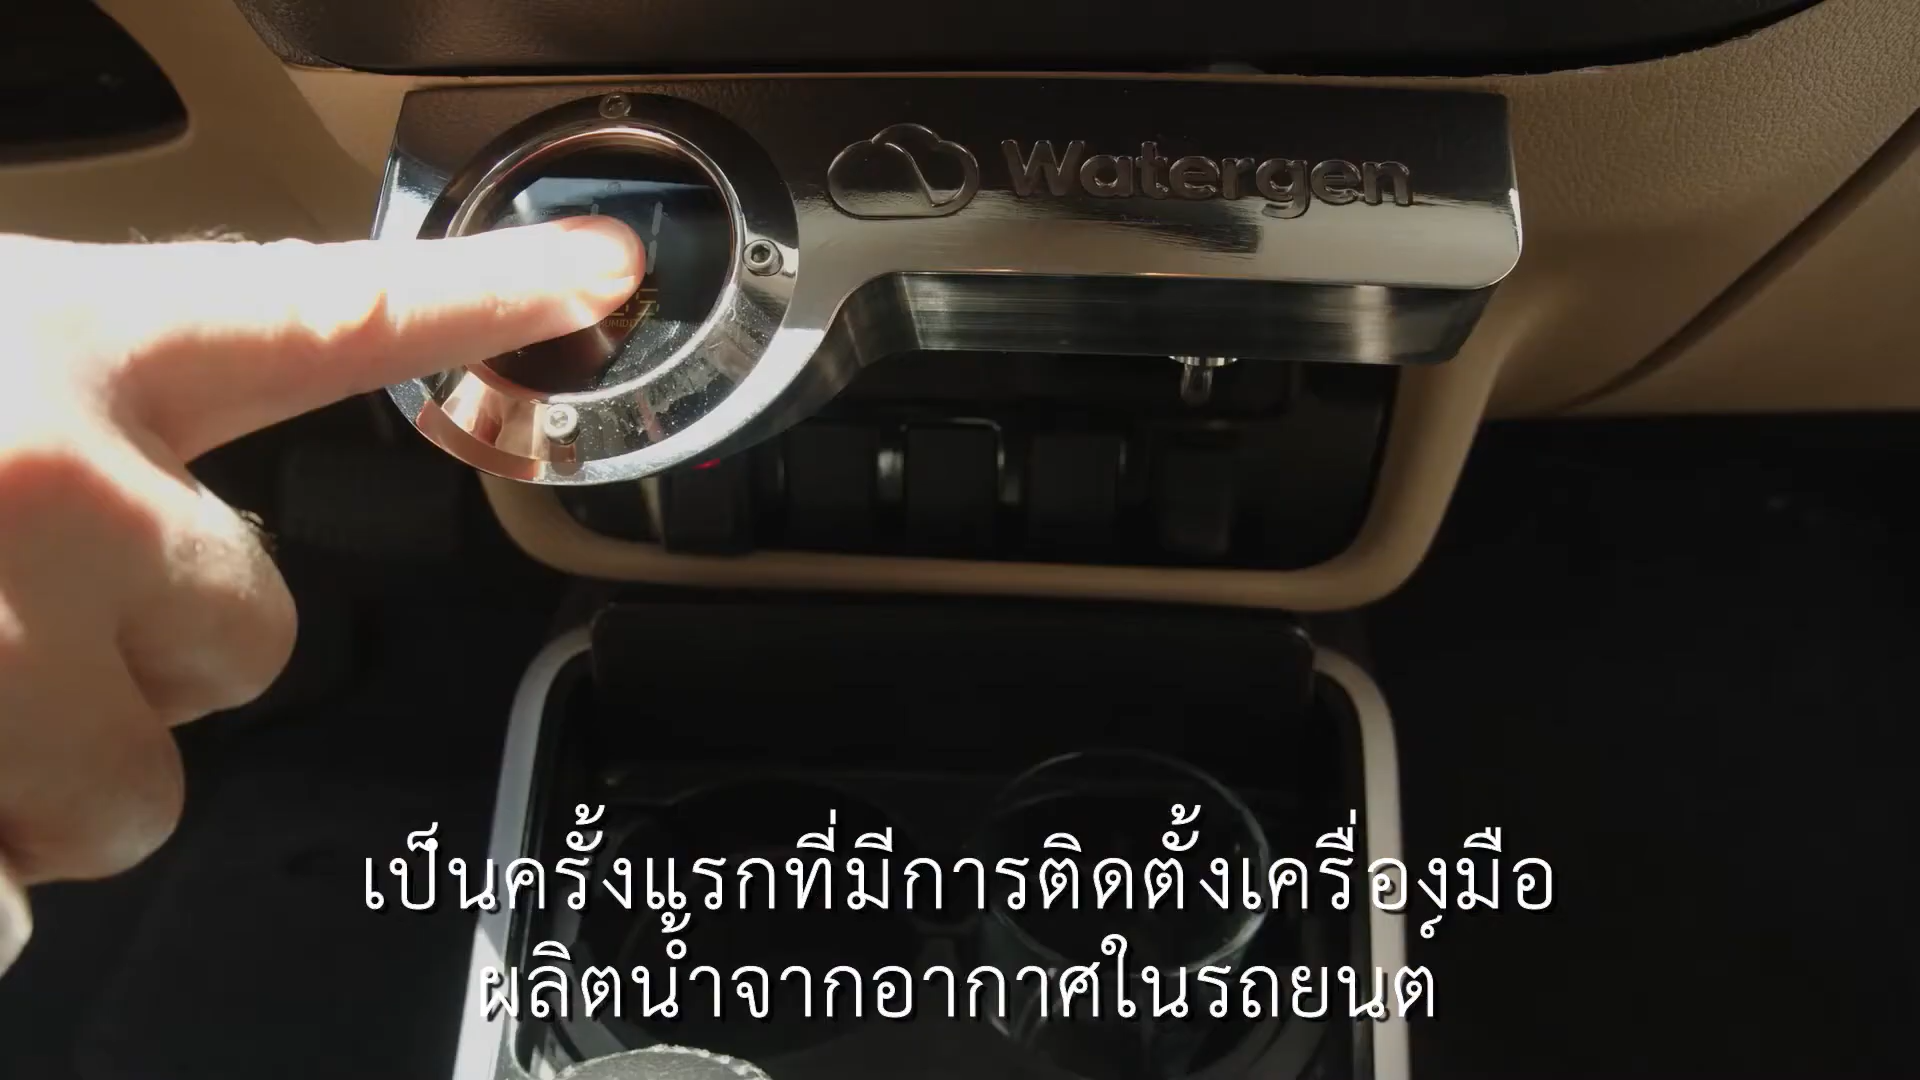 Watergen
เป็นครั้งแรกที่มีการติดตั้งเครื่องมือ
ผลิตน้ำจากอากาศในรถยนต์